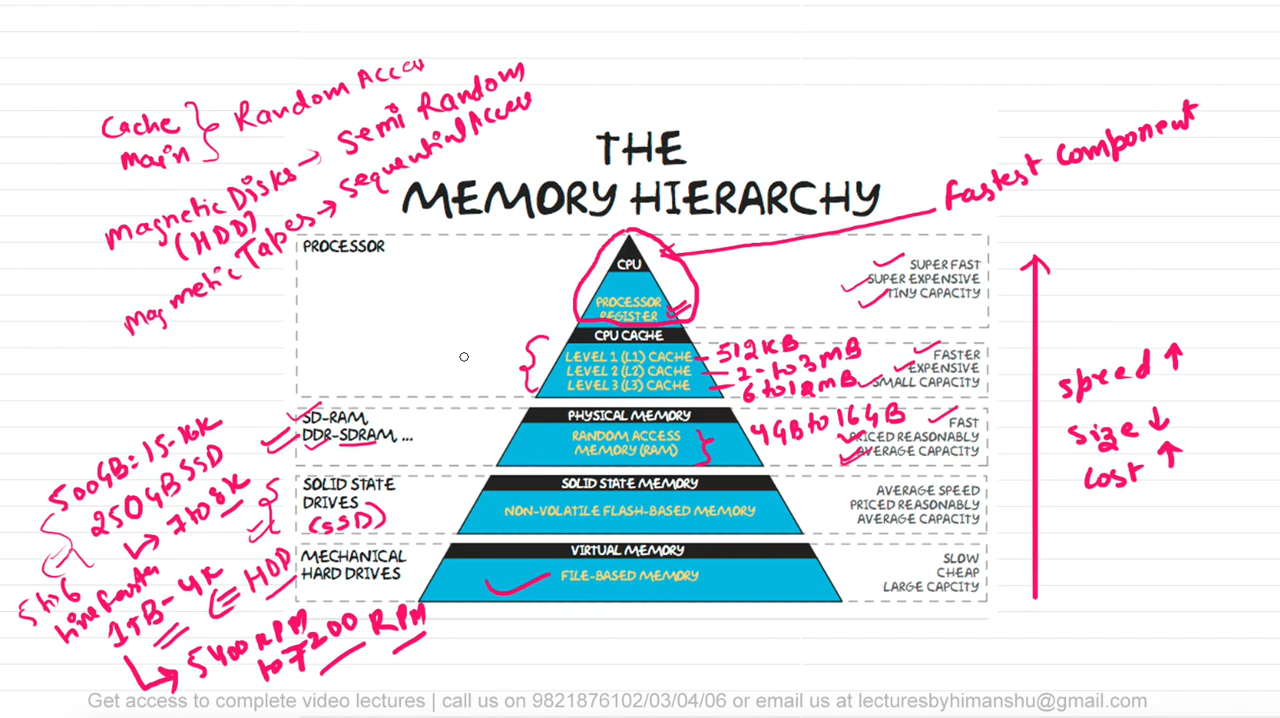 Cache
main
Random Acces
Magnetic Disks → Semi Random
(HDD)
Magnetic Tapes → Sequential Access
THE
MEMORY HIERARCHY
Fastest Component
PROCESSOR
CPU
PROCESSOR
REGISTER
SUPER FAST
SUPER EXPENSIVE
TINY CAPACITY
CPU CACHE
LEVEL 1 (L1) CACHE - 512KB
LEVEL 2 (L2) CACHE - 2 to 3MB
LEVEL 3 (L3) CACHE - 6 to 12MB
FASTER
EXPENSIVE
SMALL CAPACITY
SD-RAM,
DDR-SDRAM ...
PHYSICAL MEMORY
RANDOM ACCESS
MEMORY (RAM)
4GB to 16GB
FAST
PRICED REASONABLY
AVERAGE CAPACITY
SOLID STATE
DRIVES
(SSD)
SOLID STATE MEMORY
NON-VOLATILE FLASH-BASED MEMORY
AVERAGE SPEED
PRICED REASONABLY
AVERAGE CAPACITY
MECHANICAL
HARD DRIVES
VIRTUAL MEMORY
FILE-BASED MEMORY
SLOW
CHEAP
LARGE CAPCITY
speed ↑
size ↓
cost ↑
500GB = 15-16K
250GB SSD
→ 7 to 8K
5 to 6
time faster
1TB - 4K
HDD
→ 5400 RPM
to 7200 RPM
Get access to complete video lectures | call us on 9821876102/03/04/06 or email us at lecturesbyhimanshu@gmail.com